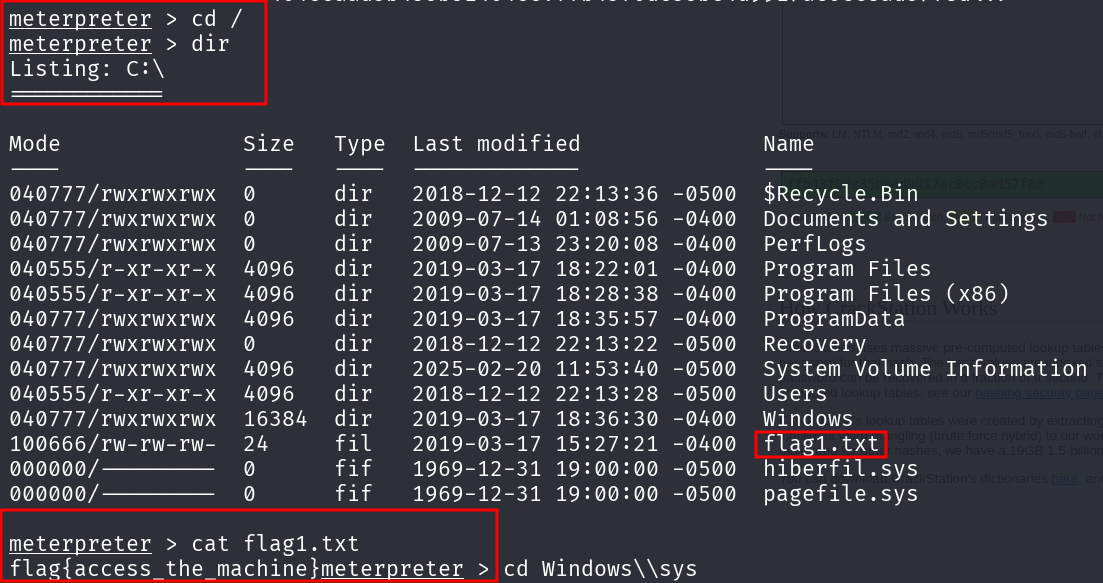 meterpreter > cd /
meterpreter > dir
Listing: C:\
============
Mode Size Type Last modified Name
---- ---- ---- ------------- ----
040777/rwxrwxrwx 0 dir 2018-12-12 22:13:36 -0500 $Recycle.Bin
040777/rwxrwxrwx 0 dir 2009-07-14 01:08:56 -0400 Documents and Settings
040777/rwxrwxrwx 0 dir 2009-07-13 23:20:08 -0400 PerfLogs
040555/r-xr-xr-x 4096 dir 2019-03-17 18:22:01 -0400 Program Files
040555/r-xr-xr-x 4096 dir 2019-03-17 18:28:38 -0400 Program Files (x86)
040777/rwxrwxrwx 4096 dir 2019-03-17 18:35:57 -0400 ProgramData
040777/rwxrwxrwx 0 dir 2018-12-12 22:13:22 -0500 Recovery
040777/rwxrwxrwx 4096 dir 2025-02-20 11:53:40 -0500 System Volume Information
040555/r-xr-xr-x 4096 dir 2018-12-12 22:13:28 -0500 Users
040777/rwxrwxrwx 16384 dir 2019-03-17 18:36:30 -0400 Windows
100666/rw-rw-rw- 24 fil 2019-03-17 15:27:21 -0400 flag1.txt
000000/--------- 0 fif 1969-12-31 19:00:00 -0500 hiberfil.sys
000000/--------- 0 fif 1969-12-31 19:00:00 -0500 pagefile.sys
meterpreter > cat flag1.txt
flag{access_the_machine}meterpreter > cd Windows\\sys